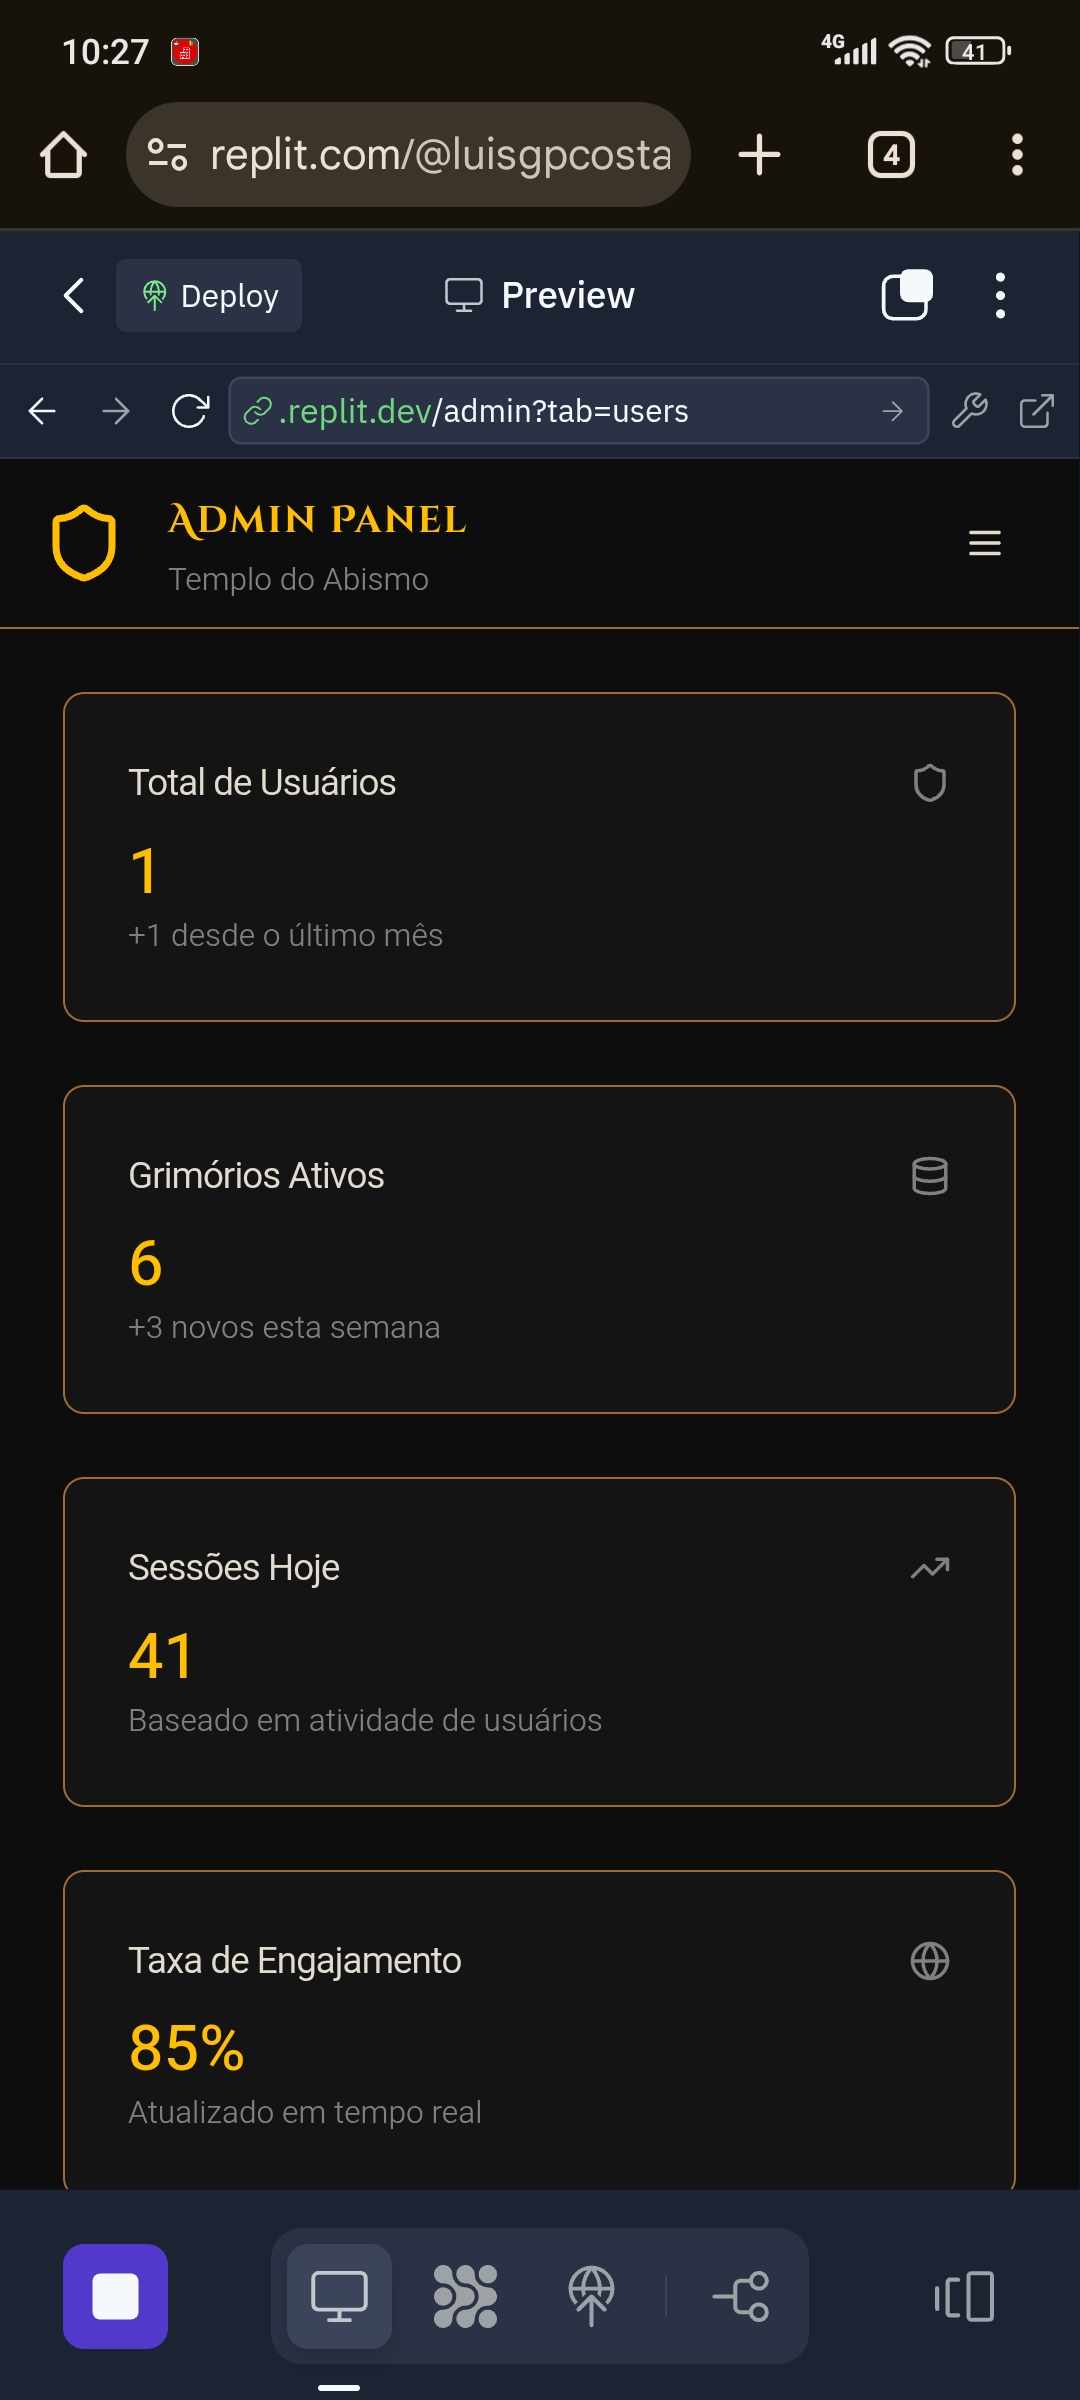 10:27
4G
41
replit.com/@luisgpcosta
4
Deploy
Preview
.replit.dev/admin?tab=users
Admin Panel
Templo do Abismo
Total de Usuários
1
+1 desde o último mês
Grimórios Ativos
6
+3 novos esta semana
Sessões Hoje
41
Baseado em atividade de usuários
Taxa de Engajamento
85%
Atualizado em tempo real